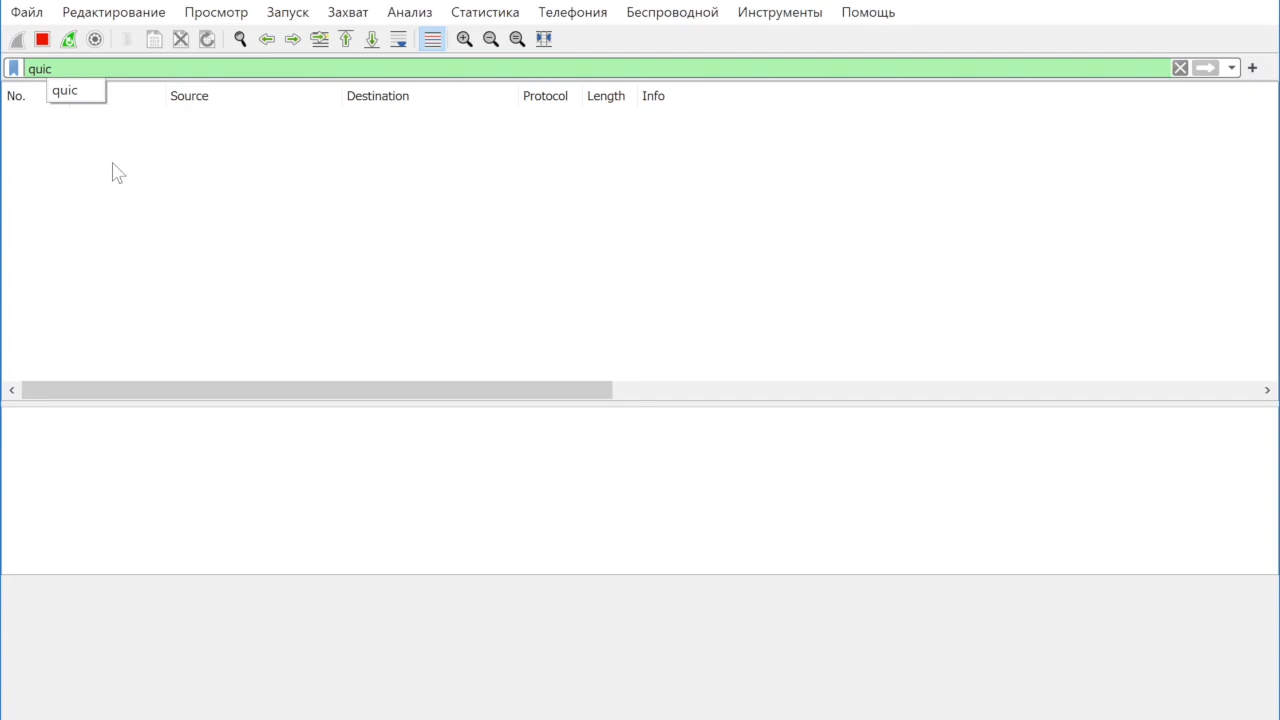 Файл Редактирование Просмотр Запуск Захват Анализ Статистика Телефония Беспроводной Инструменты Помощь
quic
quic
No. Source Destination Protocol Length Info